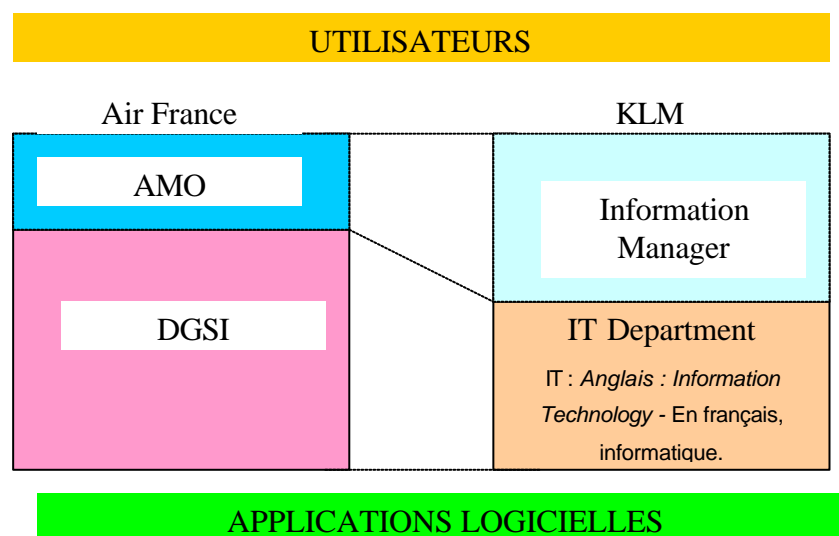 UTILISATEURS
Air France
KLM
AMO
Information
Manager
DGSI
IT Department
IT : Anglais : Information
Technology - En français,
informatique.
APPLICATIONS LOGICIELLES